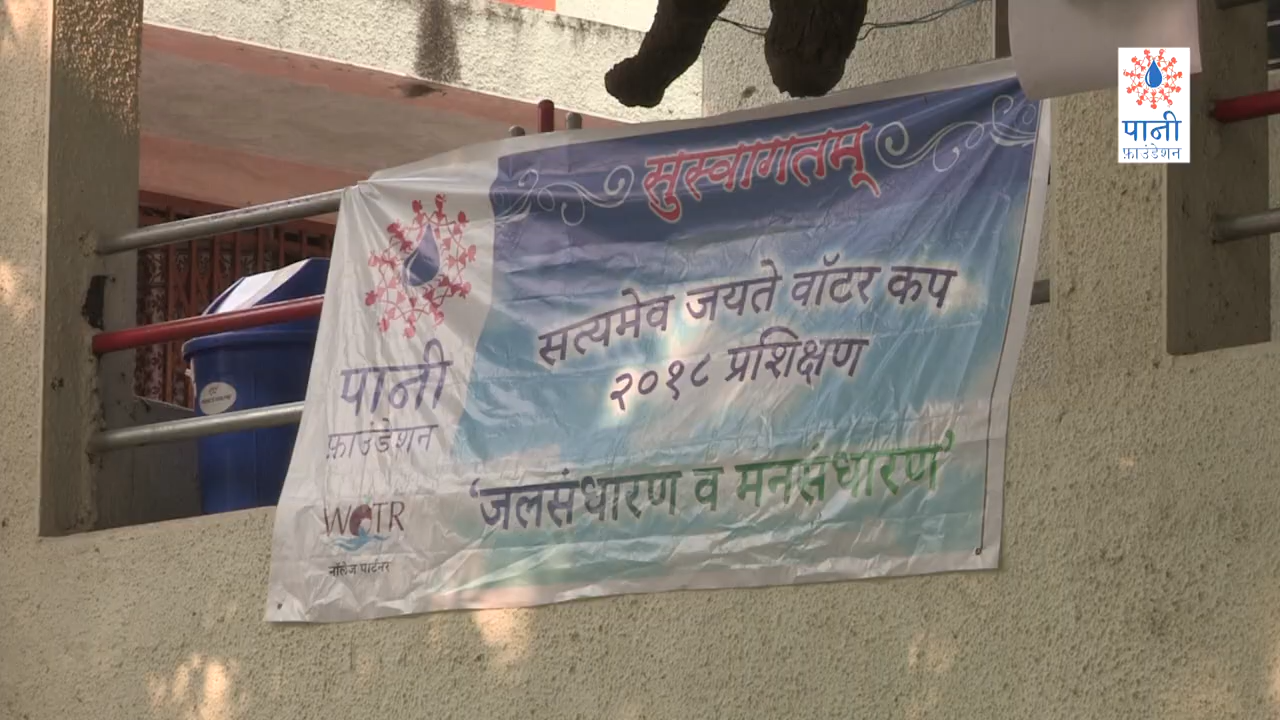 पानी
फ़ाउंडेशन
सुस्वागतम्
सत्यमेव जयते वॉटर कप
२०१८ प्रशिक्षण
'जलसंधारण व मनसंधारण'
पानी
फ़ाउंडेशन
WOTR
नॉलेज पार्टनर